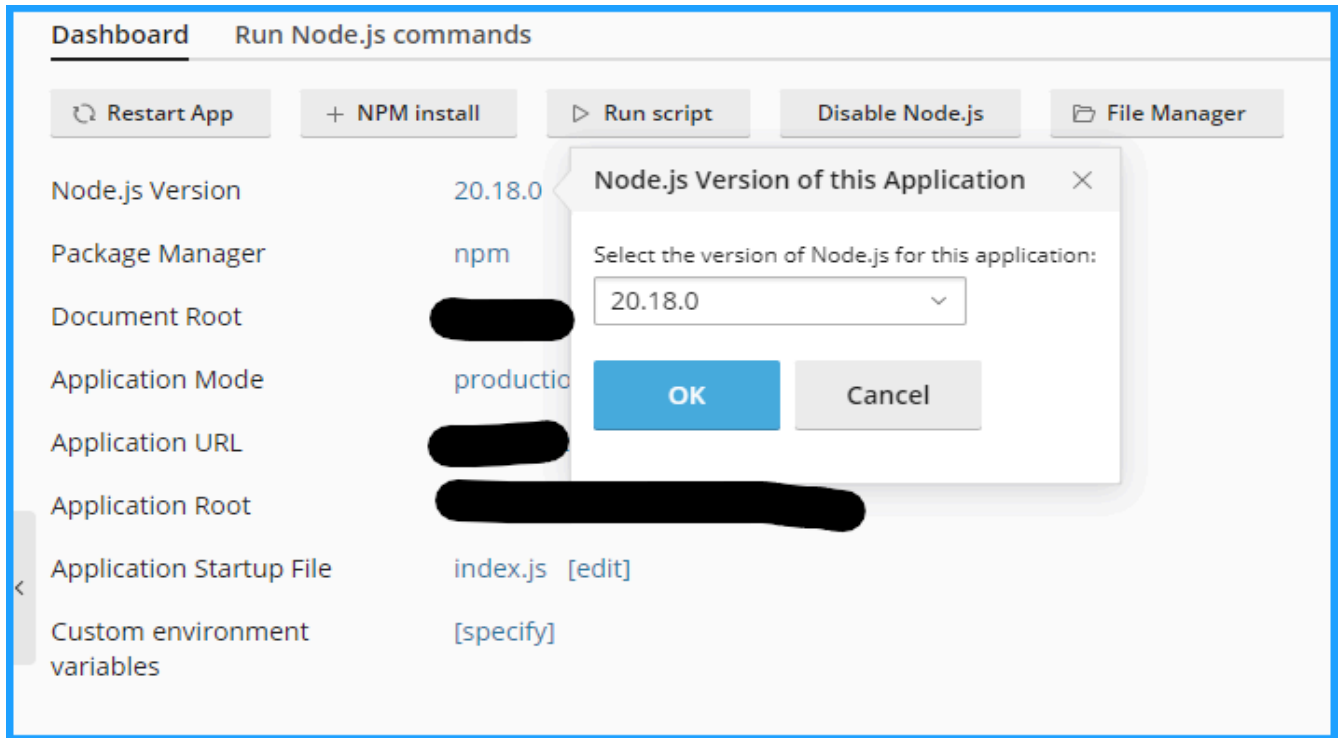 Dashboard Run Node.js commands
Restart App + NPM install Run script Disable Node.js File Manager
Node.js Version 20.18.0
Package Manager npm
Document Root
Application Mode productio
Application URL
Application Root
Application Startup File index.js [edit]
Custom environment variables [specify]
Node.js Version of this Application
Select the version of Node.js for this application:
20.18.0
OK Cancel